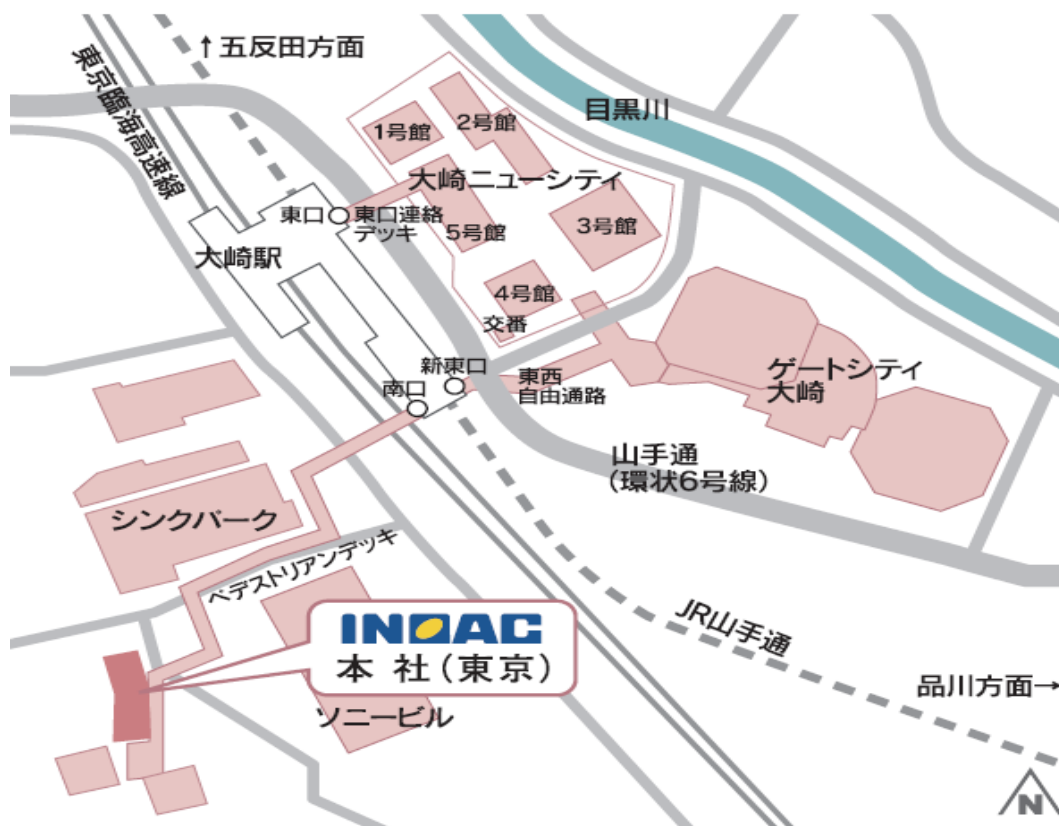 ↑五反田方面
東京臨海高速線
1号館
2号館
目黒川
大崎ニューシティ
東口
東口連絡
デッキ
5号館
3号館
大崎駅
4号館
交番
新東口
南口
東西
自由通路
ゲートシティ
大崎
山手通
(環状6号線)
シンクパーク
ペデストリアンデッキ
INOAC
本社(東京)
JR山手通
品川方面→
ソニービル
N